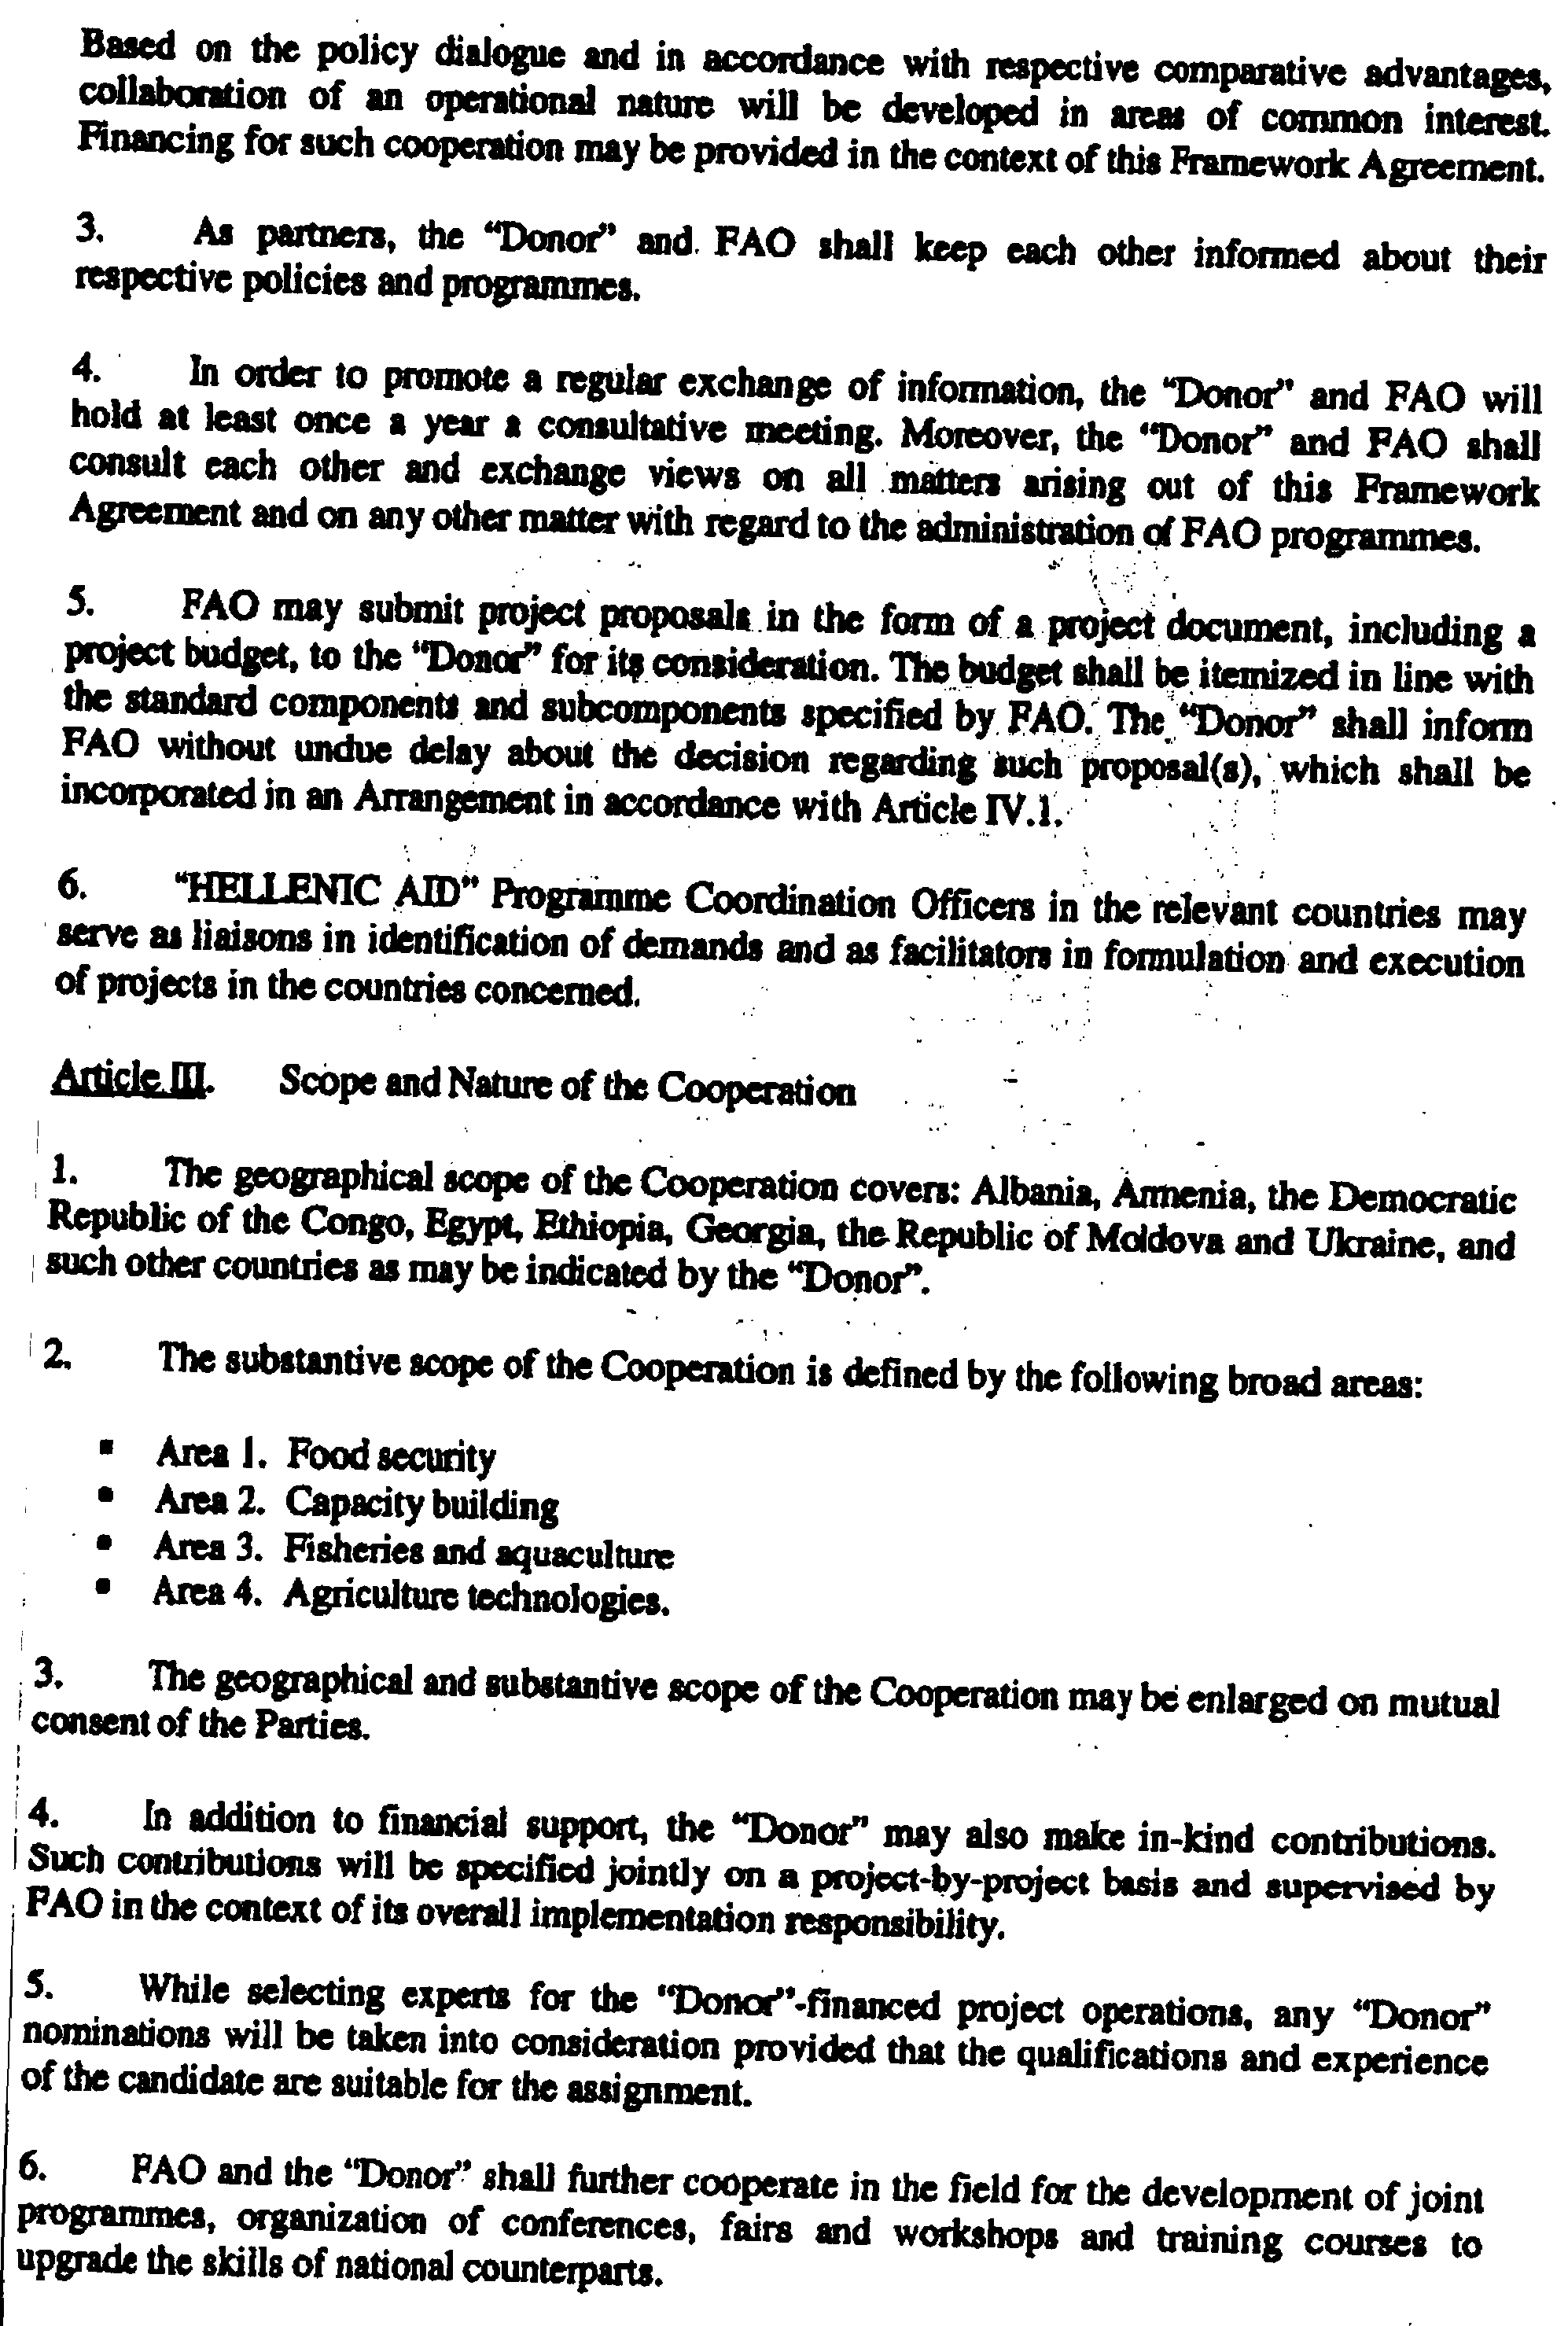 Based on the policy dialogue and in accordance with respective comparative advantages,
collaboration of an operational nature will be developed in areas of common interest.
Financing for such cooperation may be provided in the context of this Framework Agreement.
3. As partners, the “Donor” and FAO shall keep each other informed about their
respective policies and programmes.
4. In order to promote a regular exchange of information, the “Donor” and FAO will
hold at least once a year a consultative meeting. Moreover, the “Donor” and FAO shall
consult each other and exchange views on all matters arising out of this Framework
Agreement and on any other matter with regard to the administration of FAO programmes.
5. FAO may submit project proposals in the form of a project document, including a
project budget, to the “Donor” for its consideration. The budget shall be itemized in line with
the standard components and subcomponents specified by FAO. The “Donor” shall inform
FAO without undue delay about the decision regarding such proposal(s), which shall be
incorporated in an Arrangement in accordance with Article IV.1.
6. “HELLENIC AID” Programme Coordination Officers in the relevant countries may
serve as liaisons in identification of demands and as facilitators in formulation and execution
of projects in the countries concerned.
Article III. Scope and Nature of the Cooperation
1. The geographical scope of the Cooperation covers: Albania, Armenia, the Democratic
Republic of the Congo, Egypt, Ethiopia, Georgia, the Republic of Moldova and Ukraine, and
such other countries as may be indicated by the “Donor”.
2. The substantive scope of the Cooperation is defined by the following broad areas:
▪ Area 1. Food security
▪ Area 2. Capacity building
▪ Area 3. Fisheries and aquaculture
▪ Area 4. Agriculture technologies.
3. The geographical and substantive scope of the Cooperation may be enlarged on mutual
consent of the Parties.
4. In addition to financial support, the “Donor” may also make in-kind contributions.
Such contributions will be specified jointly on a project-by-project basis and supervised by
FAO in the context of its overall implementation responsibility.
5. While selecting experts for the “Donor”-financed project operations, any “Donor”
nominations will be taken into consideration provided that the qualifications and experience
of the candidate are suitable for the assignment.
6. FAO and the “Donor” shall further cooperate in the field for the development of joint
programmes, organization of conferences, fairs and workshops and training courses to
upgrade the skills of national counterparts.